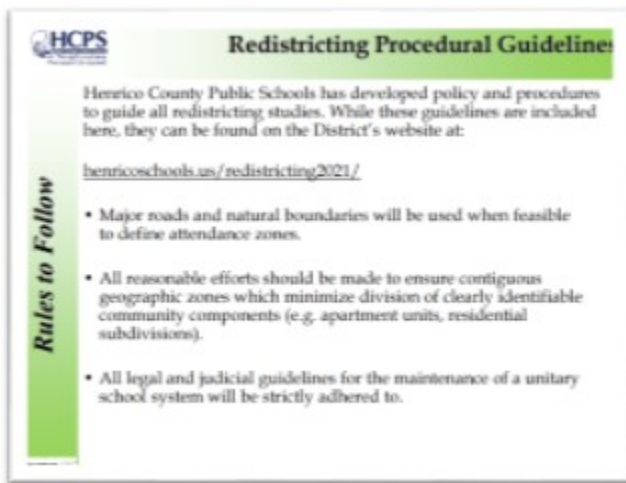 HCPS
Redistricting Procedural Guidelines
Henrico County Public Schools has developed policy and procedures
to guide all redistricting studies. While these guidelines are included
here, they can be found on the District's website at:
henricoschools.us/redistricting2021/
Rules to Follow
• Major roads and natural boundaries will be used when feasible
to define attendance zones.
• All reasonable efforts should be made to ensure contiguous
geographic zones which minimize division of clearly identifiable
community components (e.g. apartment units, residential
subdivisions).
• All legal and judicial guidelines for the maintenance of a unitary
school system will be strictly adhered to.